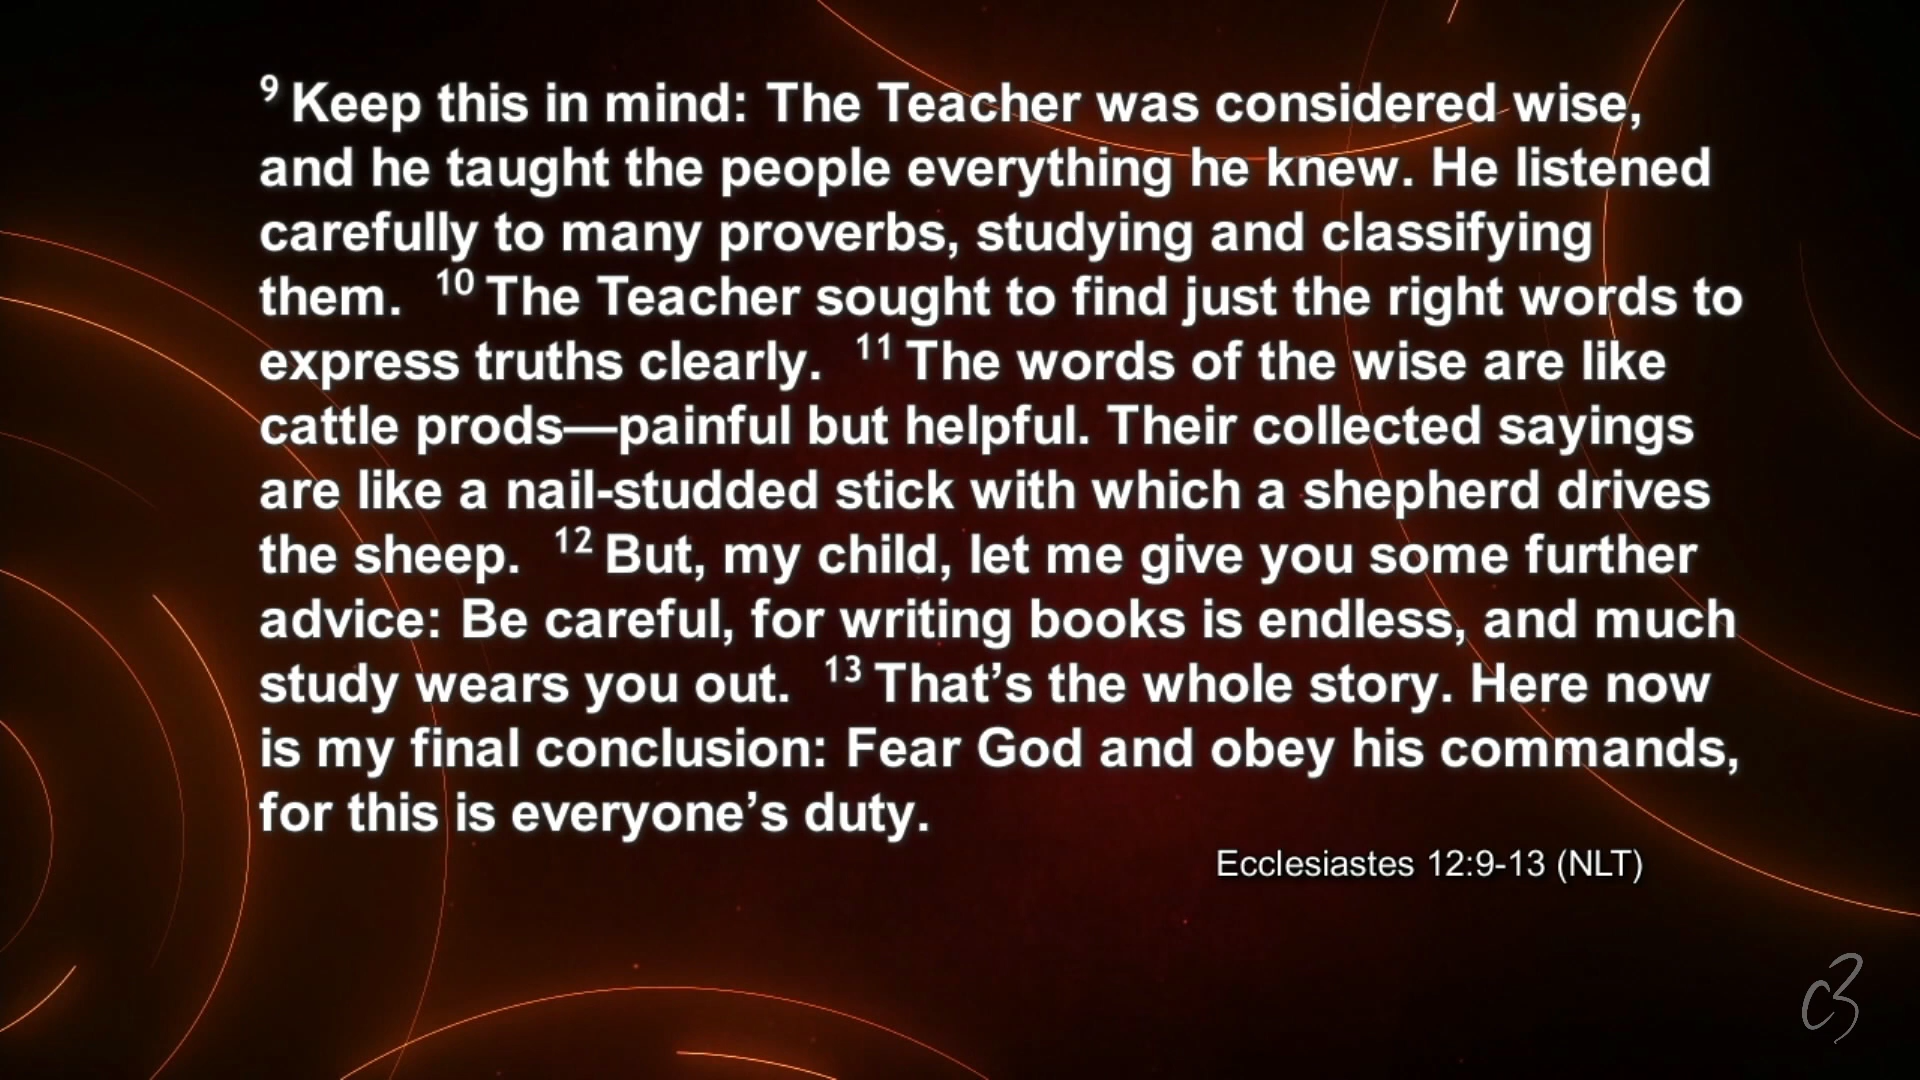 9 Keep this in mind: The Teacher was considered wise,
and he taught the people everything he knew. He listened
carefully to many proverbs, studying and classifying
them. 10 The Teacher sought to find just the right words to
express truths clearly. 11 The words of the wise are like
cattle prods—painful but helpful. Their collected sayings
are like a nail-studded stick with which a shepherd drives
the sheep. 12 But, my child, let me give you some further
advice: Be careful, for writing books is endless, and much
study wears you out. 13 That’s the whole story. Here now
is my final conclusion: Fear God and obey his commands,
for this is everyone’s duty.
Ecclesiastes 12:9-13 (NLT)
c3